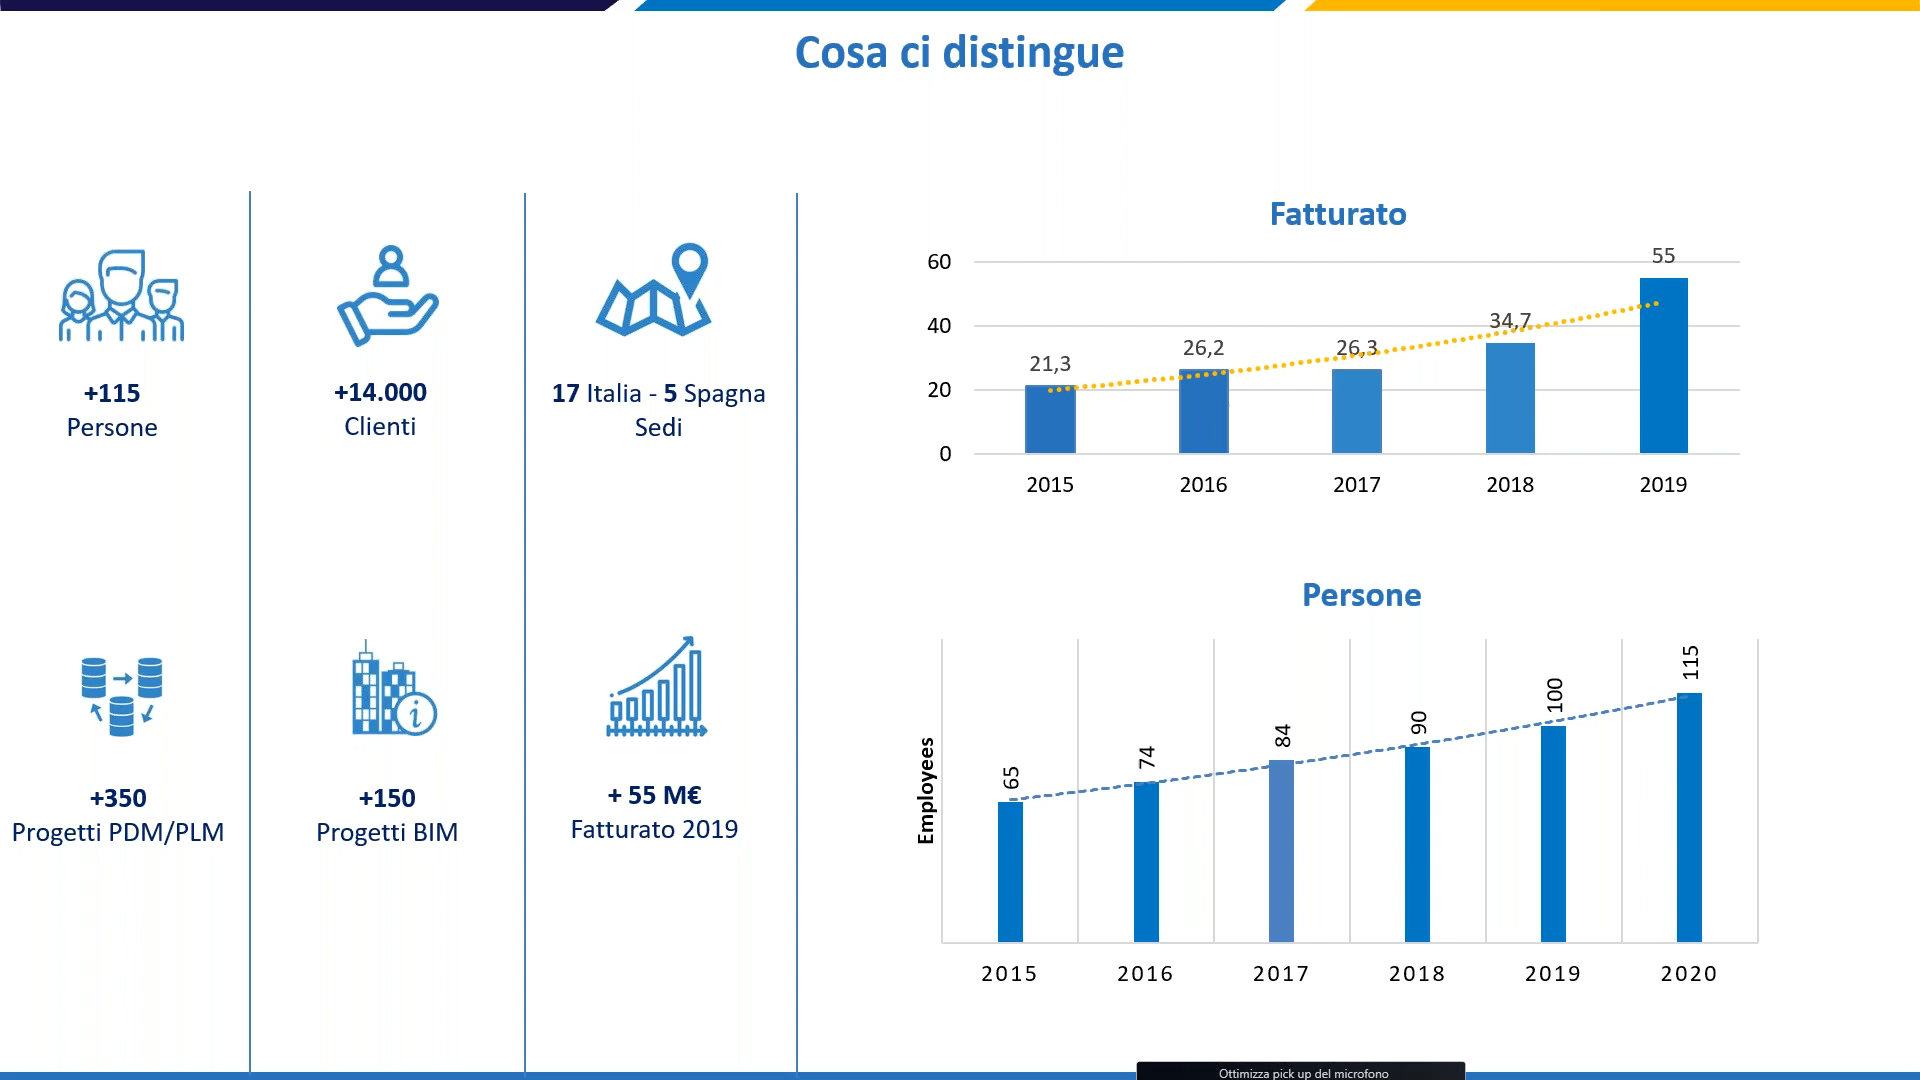 Cosa ci distingue
+115
Persone
+14.000
Clienti
17 Italia - 5 Spagna
Sedi
+350
Progetti PDM/PLM
+150
Progetti BIM
+ 55 M€
Fatturato 2019
Fatturato
60
40
20
0
21,3
26,2
26,3
34,7
55
2015
2016
2017
2018
2019
Persone
Employees
65
74
84
90
100
115
2015
2016
2017
2018
2019
2020
i
Ottimizza pick up del microfono